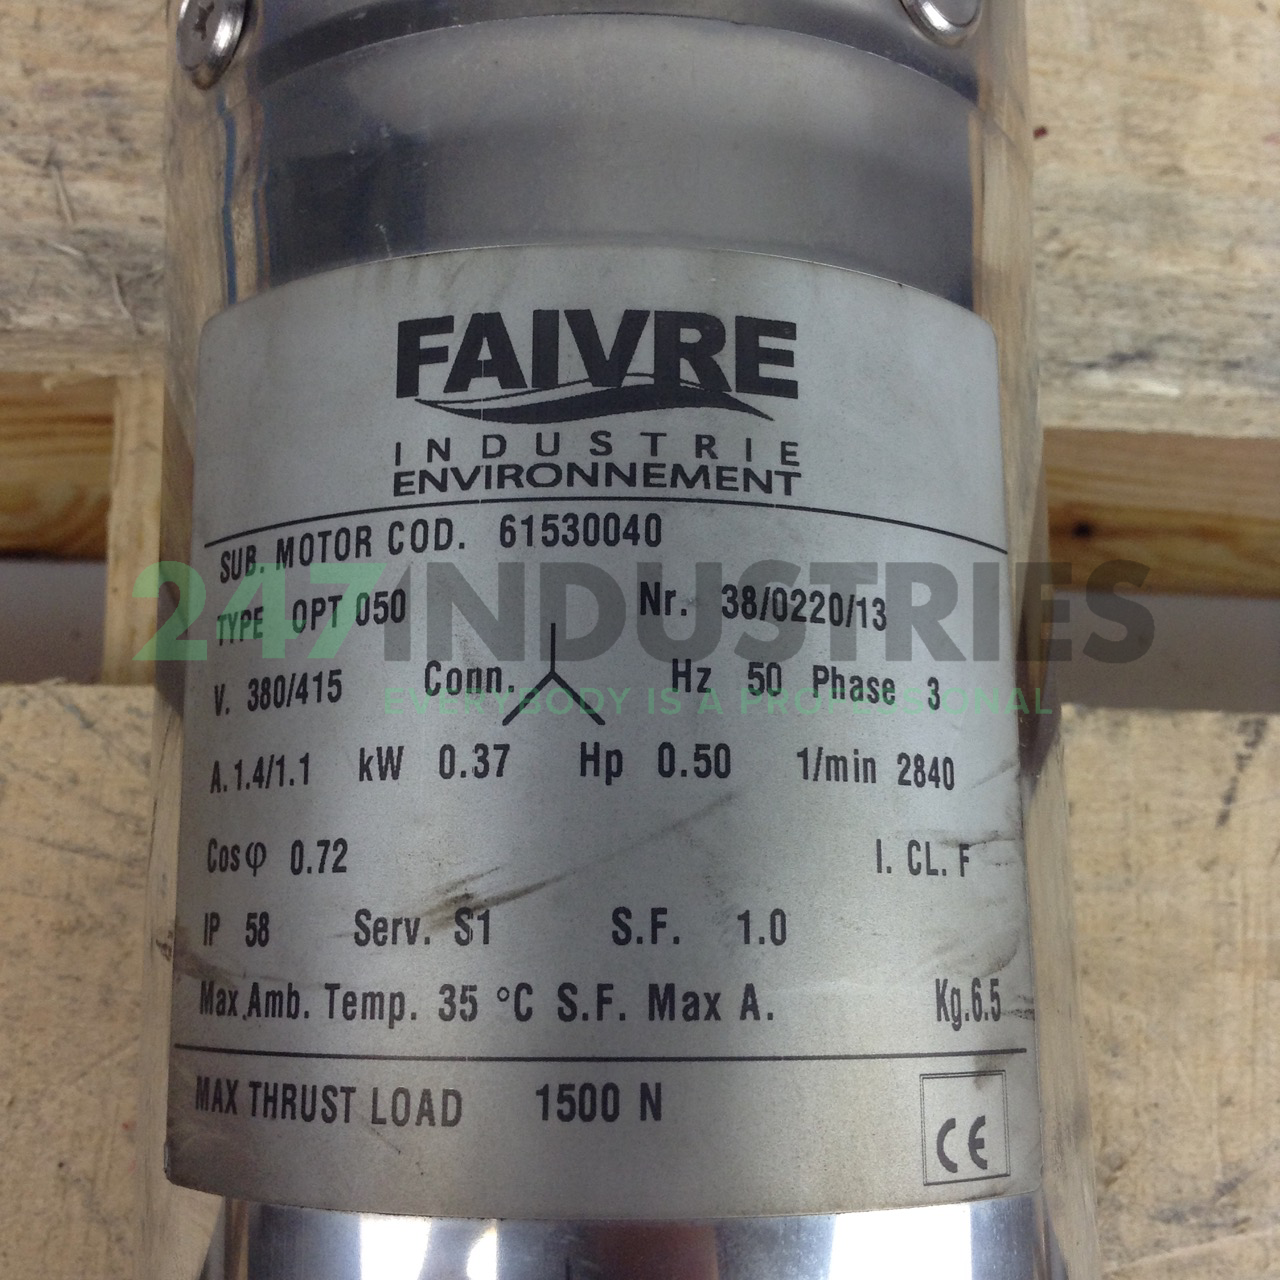 FAIVRE
INDUSTRIE
ENVIRONNEMENT
SUB. MOTOR COD. 61530040
TYPE OPT 050 Nr. 38/0220/13
247INDUSTRIES
V. 380/415 Conn. Hz 50 Phase 3
EVERYBODY IS A PROFESSIONAL
A. 1.4/1.1 kW 0.37 Hp 0.50 1/min 2840
Cos φ 0.72 I. CL. F
IP 58 Serv. S1 S.F. 1.0
Max Amb. Temp. 35 °C S.F. Max A. Kg. 6.5
MAX THRUST LOAD 1500 N
CE